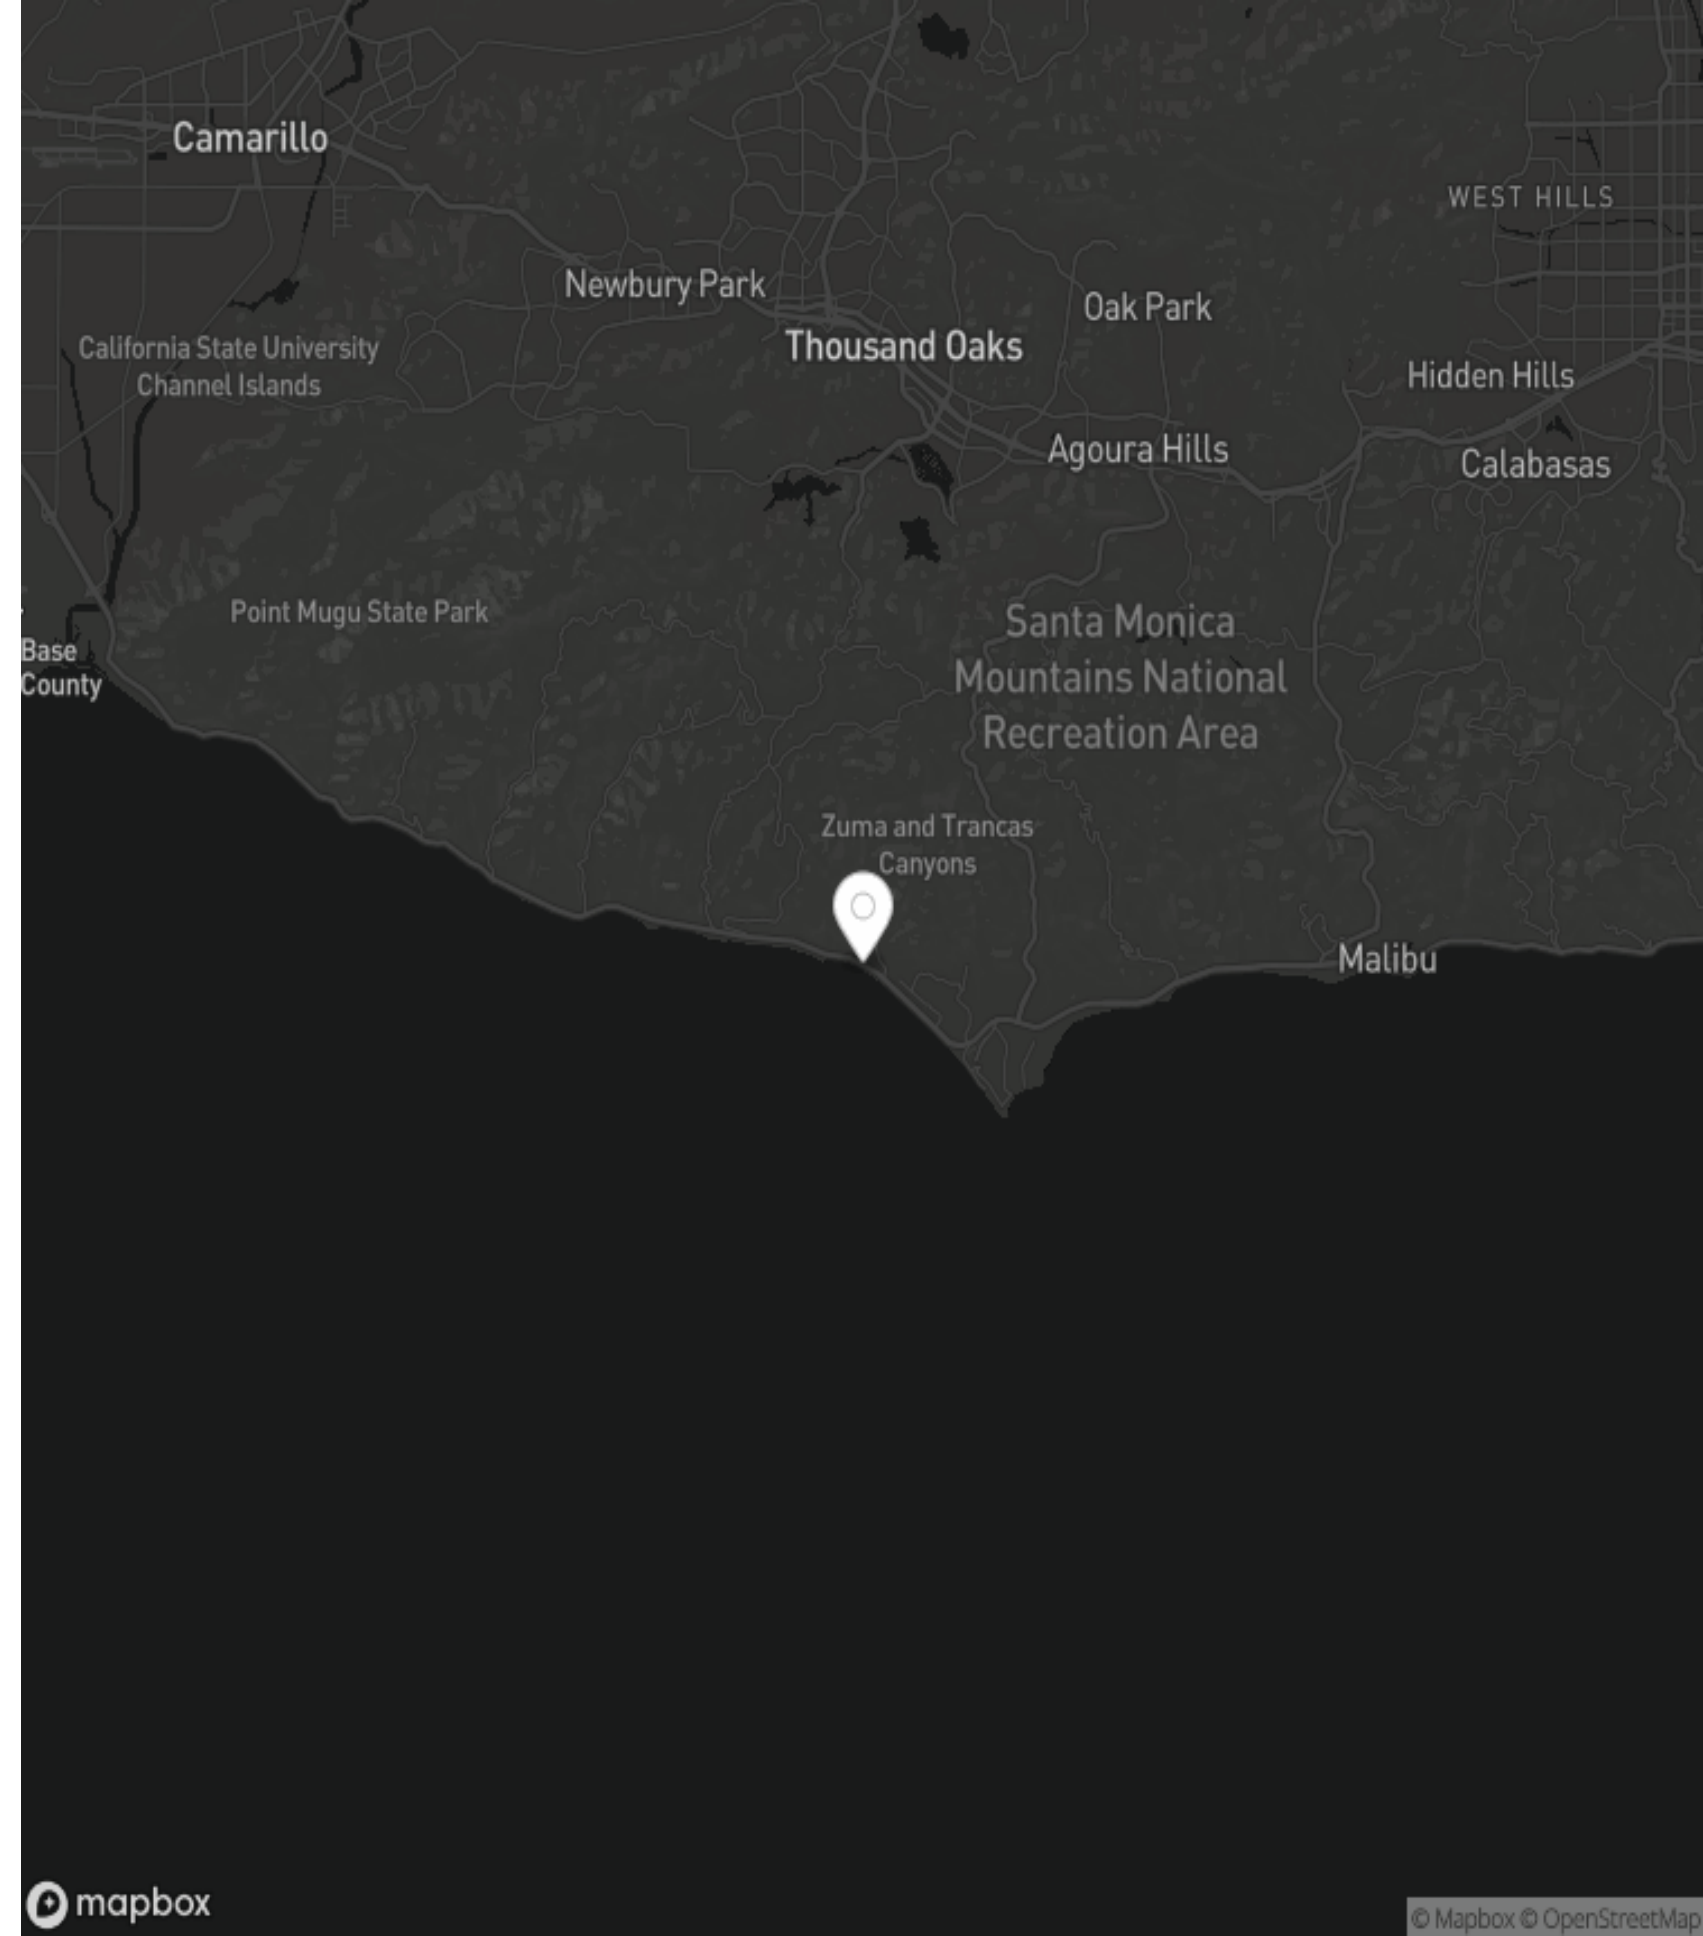 Camarillo
WEST HILLS
Newbury Park
Oak Park
Thousand Oaks
California State University
Channel Islands
Hidden Hills
Agoura Hills
Calabasas
Point Mugu State Park
Santa Monica
Mountains National
Recreation Area
Base
County
Zuma and Trancas
Canyons
Malibu
mapbox
© Mapbox © OpenStreetMap